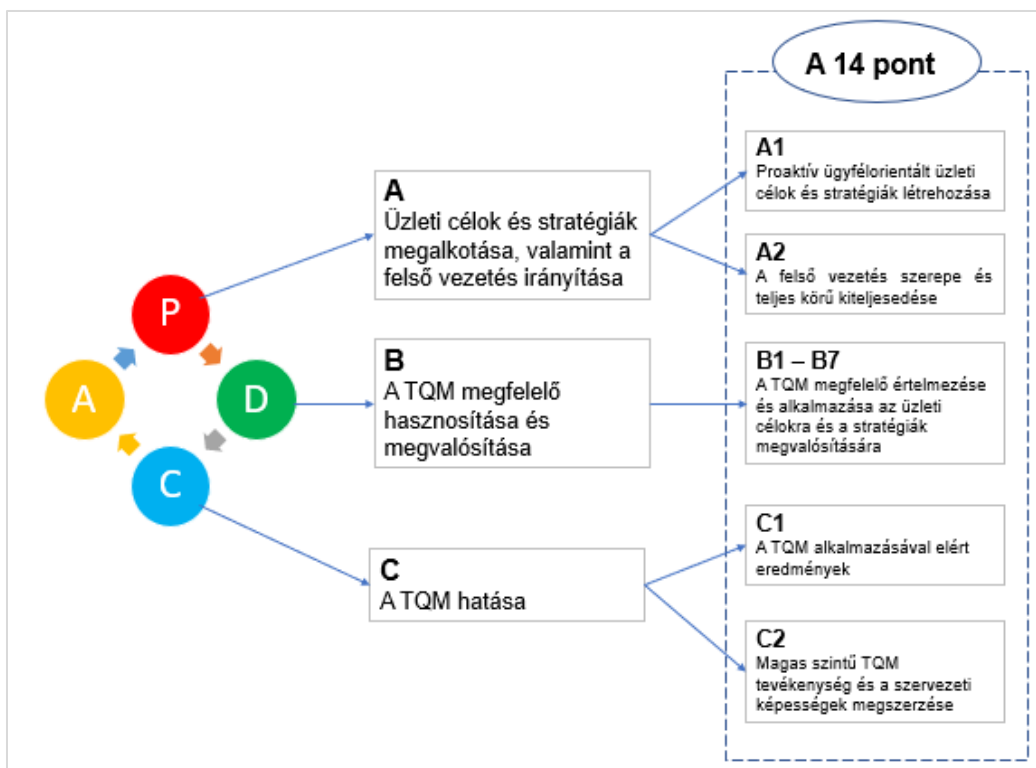 A 14 pont
P
D
C
A
A
Üzleti célok és stratégiák
megalkotása, valamint a
felső vezetés irányítása
B
A TQM megfelelő
hasznosítása és
megvalósítása
C
A TQM hatása
A1
Proaktív ügyfélorientált üzleti
célok és stratégiák létrehozása
A2
A felső vezetés szerepe és
teljes körű kiteljesedése
B1 – B7
A TQM megfelelő értelmezése
és alkalmazása az üzleti
célokra és a stratégiák
megvalósítására
C1
A TQM alkalmazásával elért
eredmények
C2
Magas szintű TQM
tevékenység és a szervezeti
képességek megszerzése